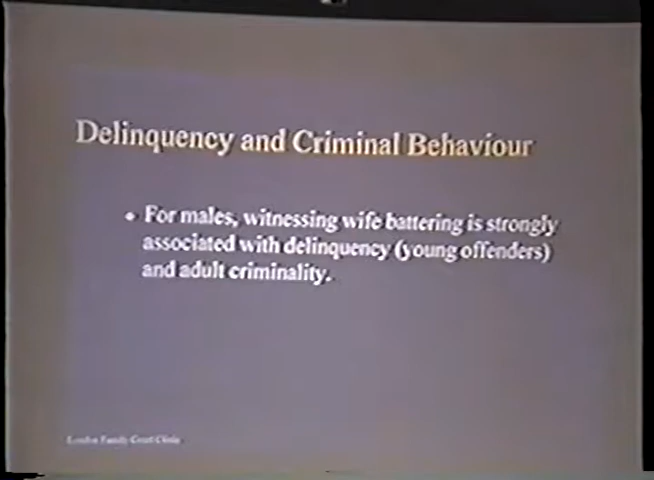 Delinquency and Criminal Behaviour
• For males, witnessing wife battering is strongly
associated with delinquency (young offenders)
and adult criminality.
London Family Court Clinic